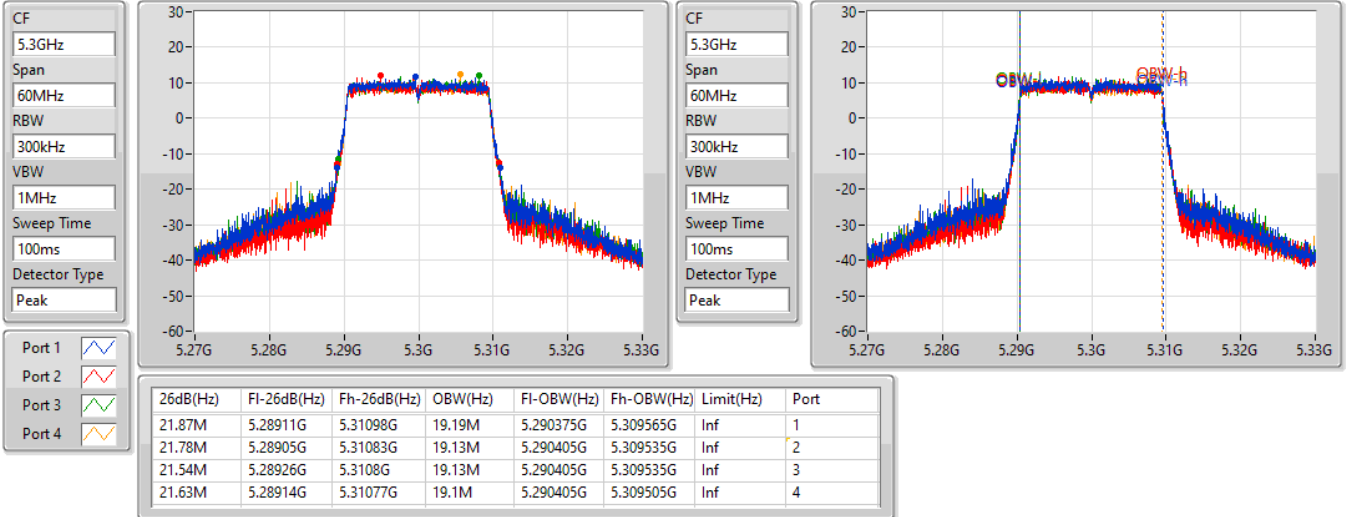 CF
5.3GHz
Span
60MHz
RBW
300kHz
VBW
1MHz
Sweep Time
100ms
Detector Type
Peak
30
20
10
0
-10
-20
-30
-40
-50
-60
5.27G 5.28G 5.29G 5.3G 5.31G 5.32G 5.33G
CF
5.3GHz
Span
60MHz
RBW
300kHz
VBW
1MHz
Sweep Time
100ms
Detector Type
Peak
30
20
10
0
-10
-20
-30
-40
-50
-60
OBW-l OBW-h
5.27G 5.28G 5.29G 5.3G 5.31G 5.32G 5.33G
Port 1
Port 2
Port 3
Port 4
26dB(Hz) Fl-26dB(Hz) Fh-26dB(Hz) OBW(Hz) Fl-OBW(Hz) Fh-OBW(Hz) Limit(Hz) Port
21.87M 5.28911G 5.31098G 19.19M 5.290375G 5.309565G Inf 1
21.78M 5.28905G 5.31083G 19.13M 5.290405G 5.309535G Inf 2
21.54M 5.28926G 5.3108G 19.13M 5.290405G 5.309535G Inf 3
21.63M 5.28914G 5.31077G 19.1M 5.290405G 5.309505G Inf 4